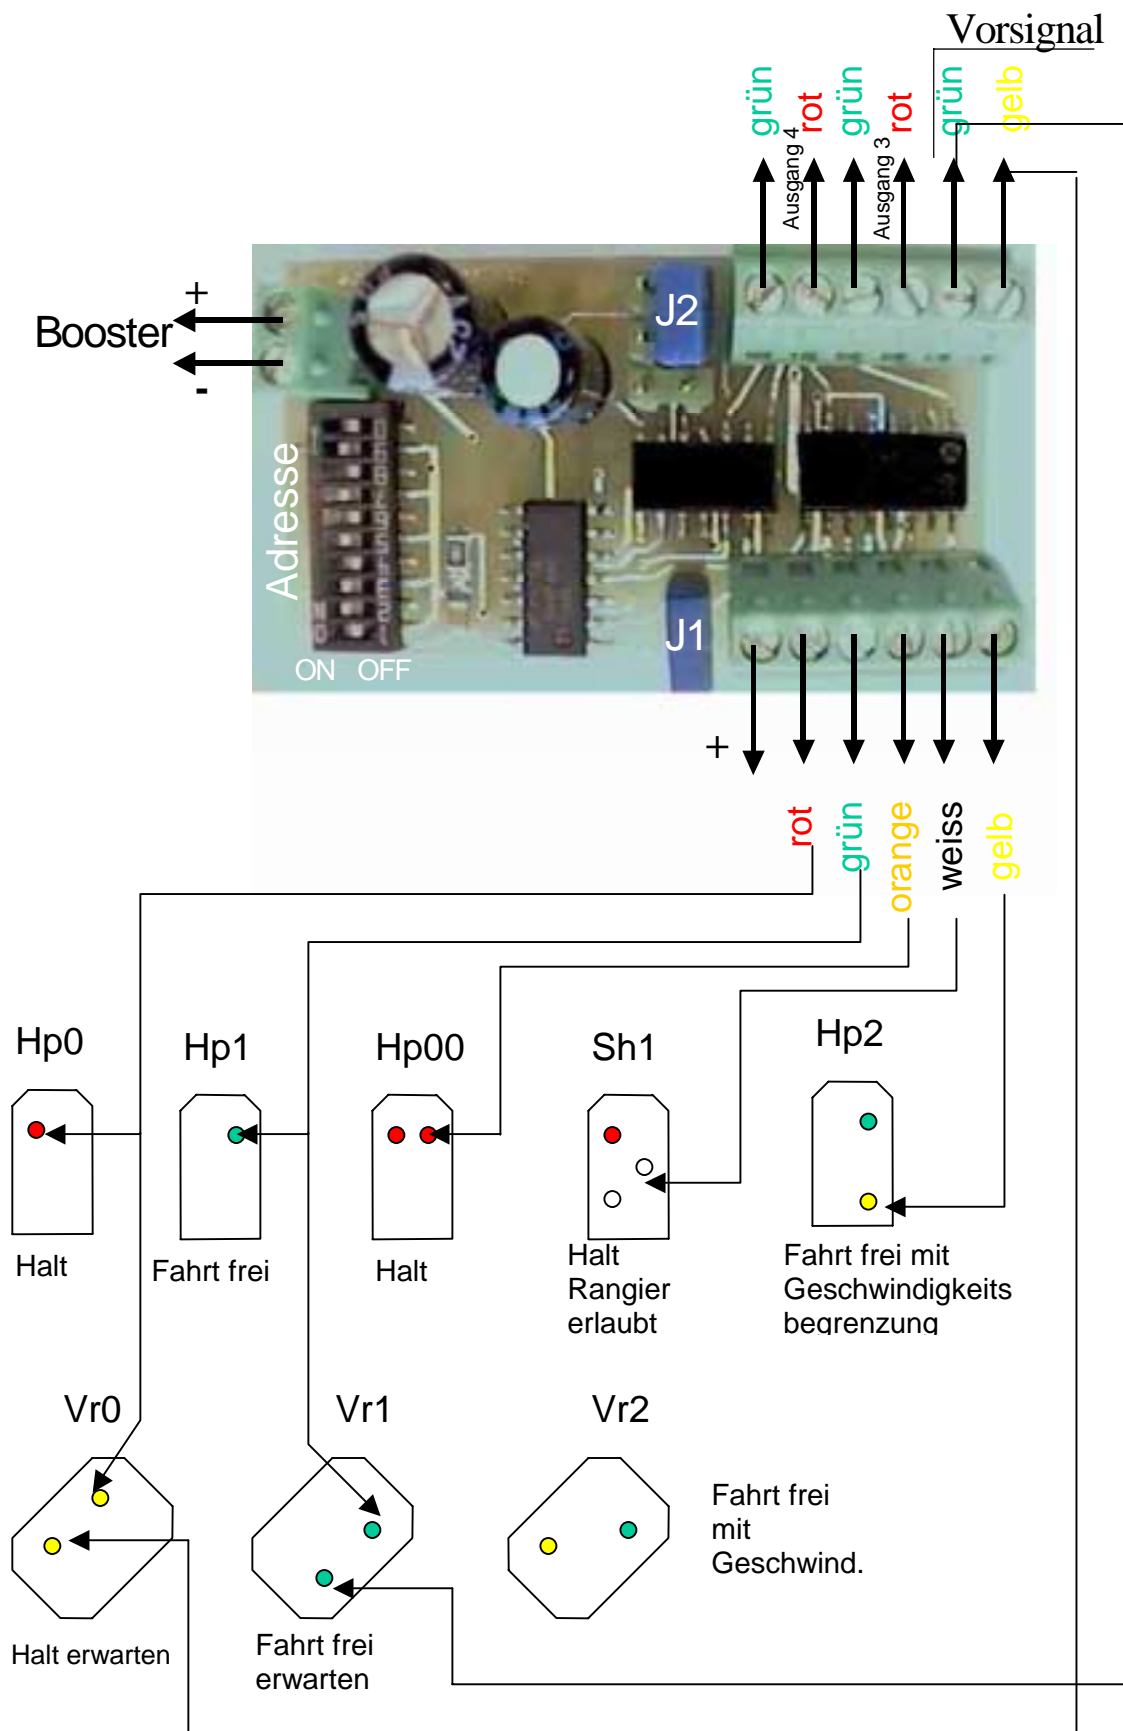 Vorsignal
grün
rot
grün
rot
grün
gelb
Ausgang 4
Ausgang 3
+
Booster
-
J2
Adresse
J1
ON OFF
+
rot
grün
orange
weiss
gelb
Hp0
Hp1
Hp00
Sh1
Hp2
Halt
Fahrt frei
Halt
Halt
Rangier
erlaubt
Fahrt frei mit
Geschwindigkeits
begrenzung
Vr0
Vr1
Vr2
Fahrt frei
mit
Geschwind.
Halt erwarten
Fahrt frei
erwarten